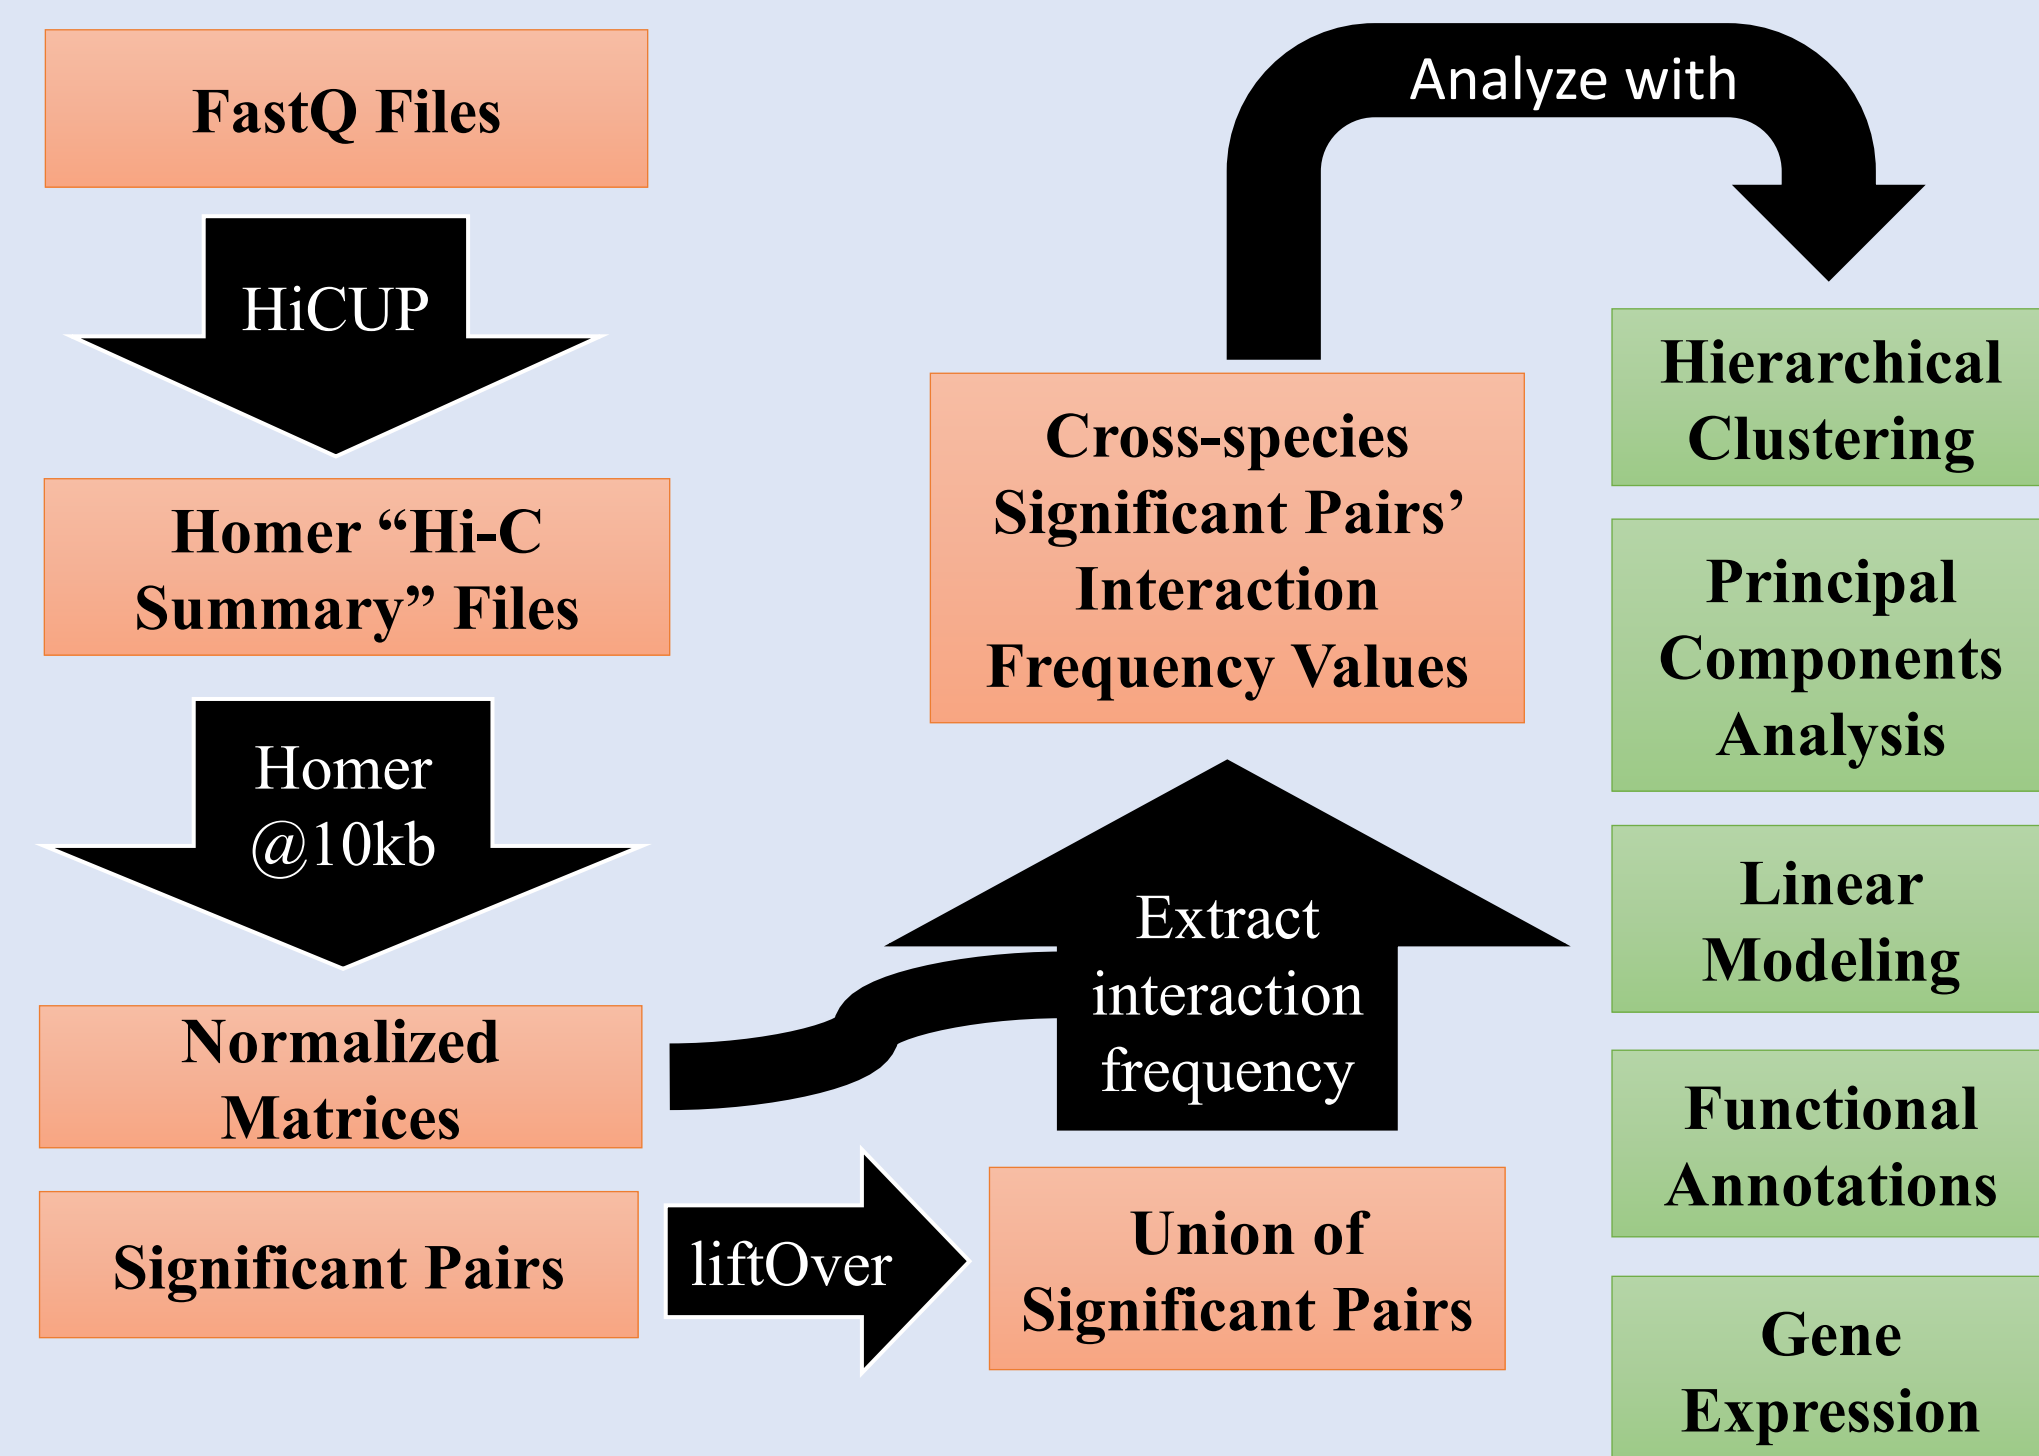 FastQ Files
HiCUP
Homer “Hi-C
Summary” Files
Homer
@10kb
Normalized
Matrices
Significant Pairs
liftOver
Union of
Significant Pairs
Extract
interaction
frequency
Cross-species
Significant Pairs’
Interaction
Frequency Values
Analyze with
Hierarchical
Clustering
Principal
Components
Analysis
Linear
Modeling
Functional
Annotations
Gene
Expression